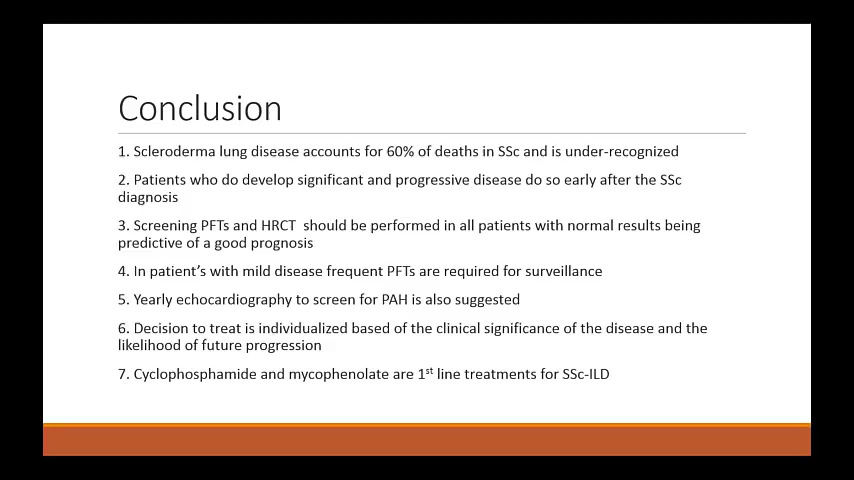 Conclusion
1. Scleroderma lung disease accounts for 60% of deaths in SSc and is under-recognized
2. Patients who do develop significant and progressive disease do so early after the SSc
diagnosis
3. Screening PFTs and HRCT  should be performed in all patients with normal results being
predictive of a good prognosis
4. In patient's with mild disease frequent PFTs are required for surveillance
5. Yearly echocardiography to screen for PAH is also suggested
6. Decision to treat is individualized based of the clinical significance of the disease and the
likelihood of future progression
7. Cyclophosphamide and mycophenolate are 1st line treatments for SSc-ILD